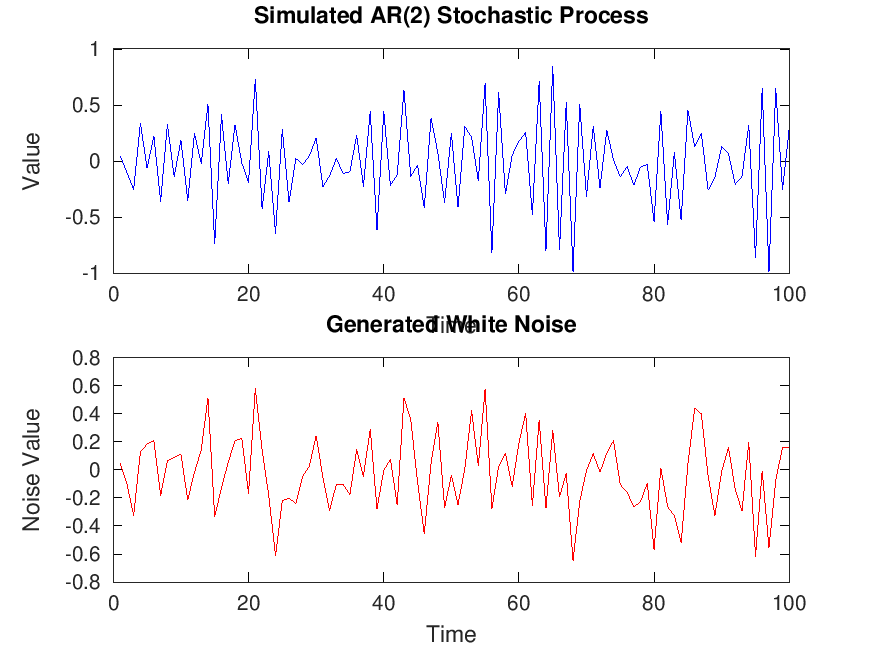 Simulated AR(2) Stochastic Process
1
0.5
0
-0.5
-1
Value
0 20 40 60 80 100
Time
Generated White Noise
0.8
0.6
0.4
0.2
0
-0.2
-0.4
-0.6
-0.8
Noise Value
0 20 40 60 80 100
Time